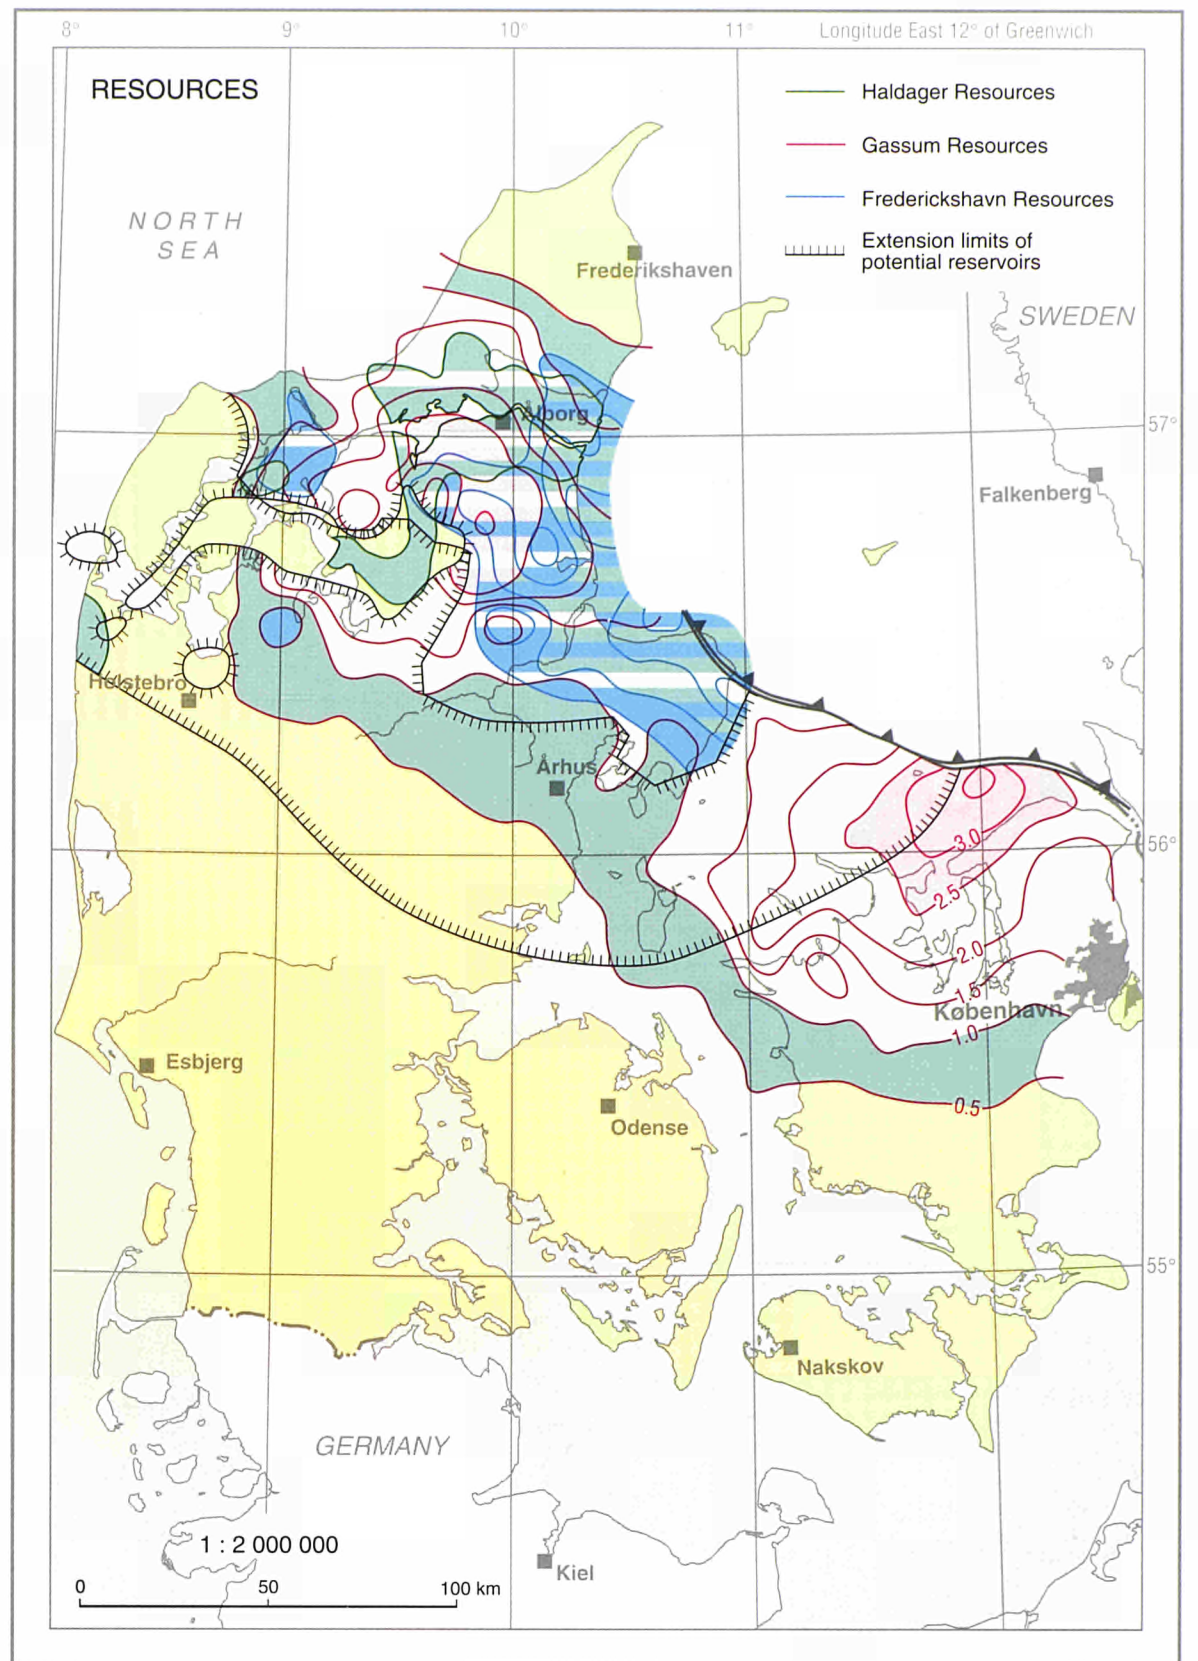 8° 9° 10° 11° Longitude East 12° of Greenwich
RESOURCES
Haldager Resources
Gassum Resources
Frederickshavn Resources
Extension limits of
potential reservoirs
NORTH
SEA
Frederikshaven
SWEDEN
Ålborg
57°
Falkenberg
Hølstebro
Århus
3.0
56°
2.5
2.0
1.5
København
1.0
Esbjerg
0.5
Odense
55°
Nakskov
GERMANY
1 : 2 000 000
Kiel
0 50 100 km